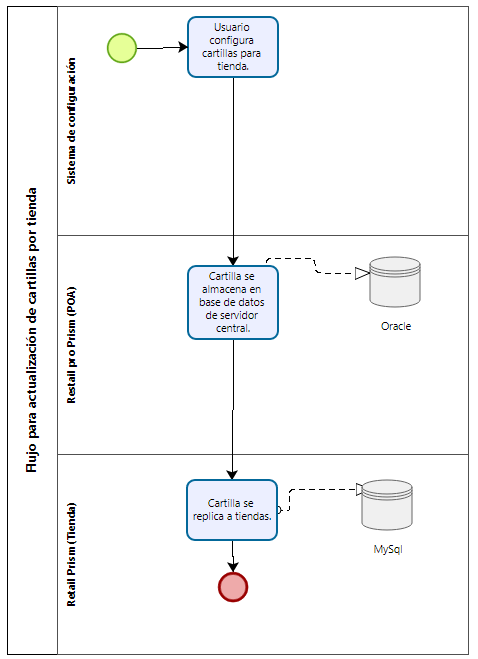 Flujo para actualización de cartillas por tienda
Sistema de configuración
Usuario
configura
cartillas para
tienda.
Restail pro Prism (POA)
Cartilla se
almacena en
base de datos
de servidor
central.
Oracle
Retail Prism (Tienda)
Cartilla se
replica a tiendas.
MySql